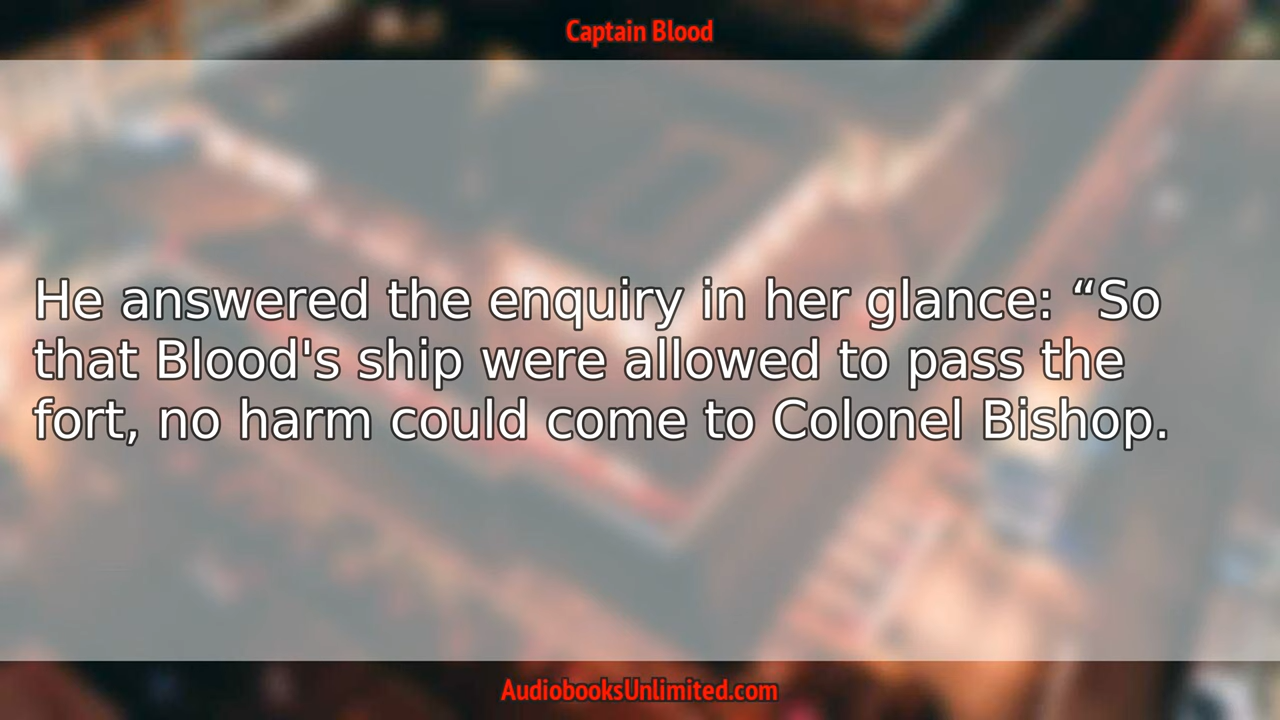 Captain Blood
He answered the enquiry in her glance: “So
that Blood's ship were allowed to pass the
fort, no harm could come to Colonel Bishop.
AudiobooksUnlimited.com